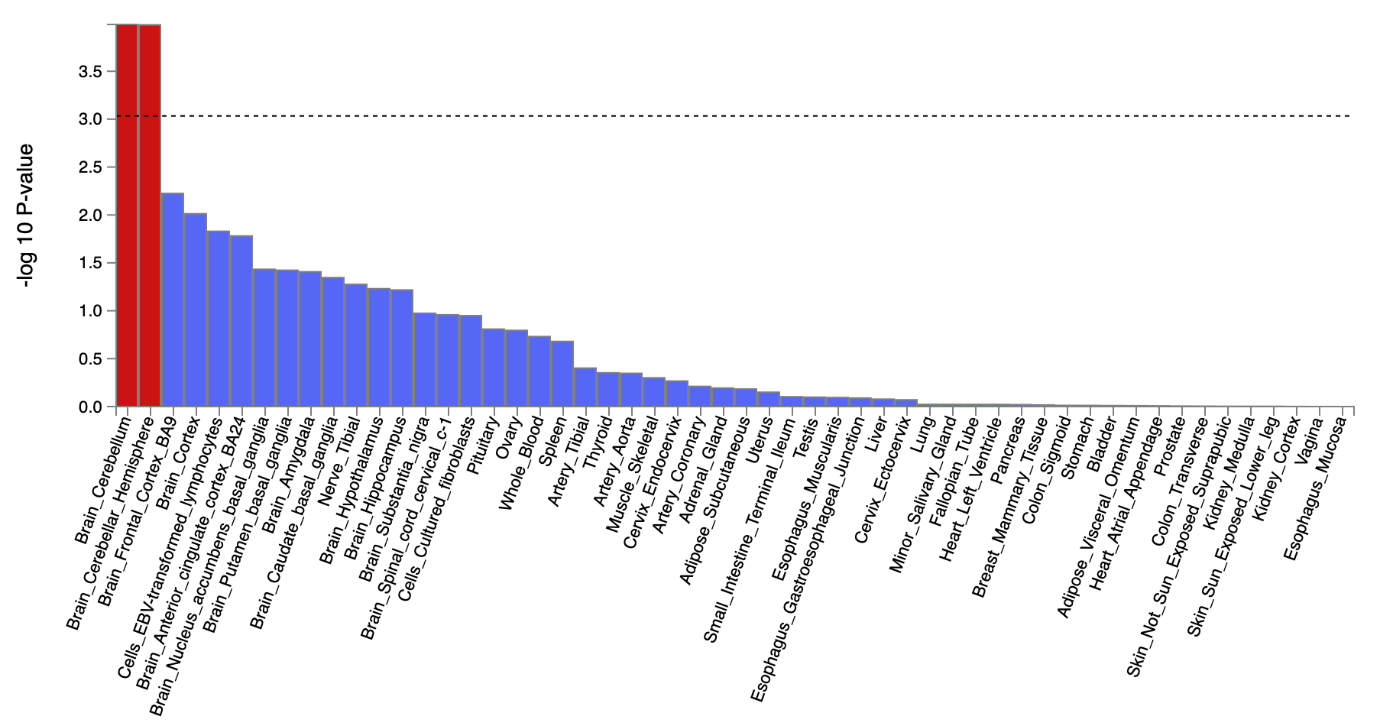 -log 10 P-value
3.5
3.0
2.5
2.0
1.5
1.0
0.5
0.0
Brain_Cerebellum
Brain_Cerebellar_Hemisphere
Brain_Frontal_Cortex_BA9
Brain_Cortex
Cells_EBV-transformed_lymphocytes
Brain_Anterior_cingulate_cortex_BA24
Brain_Nucleus_accumbens_basal_ganglia
Brain_Putamen_basal_ganglia
Brain_Amygdala
Brain_Caudate_basal_ganglia
Nerve_Tibial
Brain_Hypothalamus
Brain_Hippocampus
Brain_Substantia_nigra
Brain_Spinal_cord_cervical_c-1
Cells_Cultured_fibroblasts
Pituitary
Ovary
Whole_Blood
Spleen
Artery_Tibial
Thyroid
Artery_Aorta
Muscle_Skeletal
Cervix_Endocervix
Artery_Coronary
Adrenal_Gland
Adipose_Subcutaneous
Uterus
Small_Intestine_Terminal_Ileum
Testis
Esophagus_Muscularis
Esophagus_Gastroesophageal_Junction
Liver
Cervix_Ectocervix
Lung
Minor_Salivary_Gland
Fallopian_Tube
Heart_Left_Ventricle
Pancreas
Breast_Mammary_Tissue
Colon_Sigmoid
Stomach
Bladder
Adipose_Visceral_Omentum
Heart_Atrial_Appendage
Prostate
Colon_Transverse
Skin_Not_Sun_Exposed_Suprapubic
Kidney_Medulla
Skin_Sun_Exposed_Lower_leg
Kidney_Cortex
Vagina
Esophagus_Mucosa